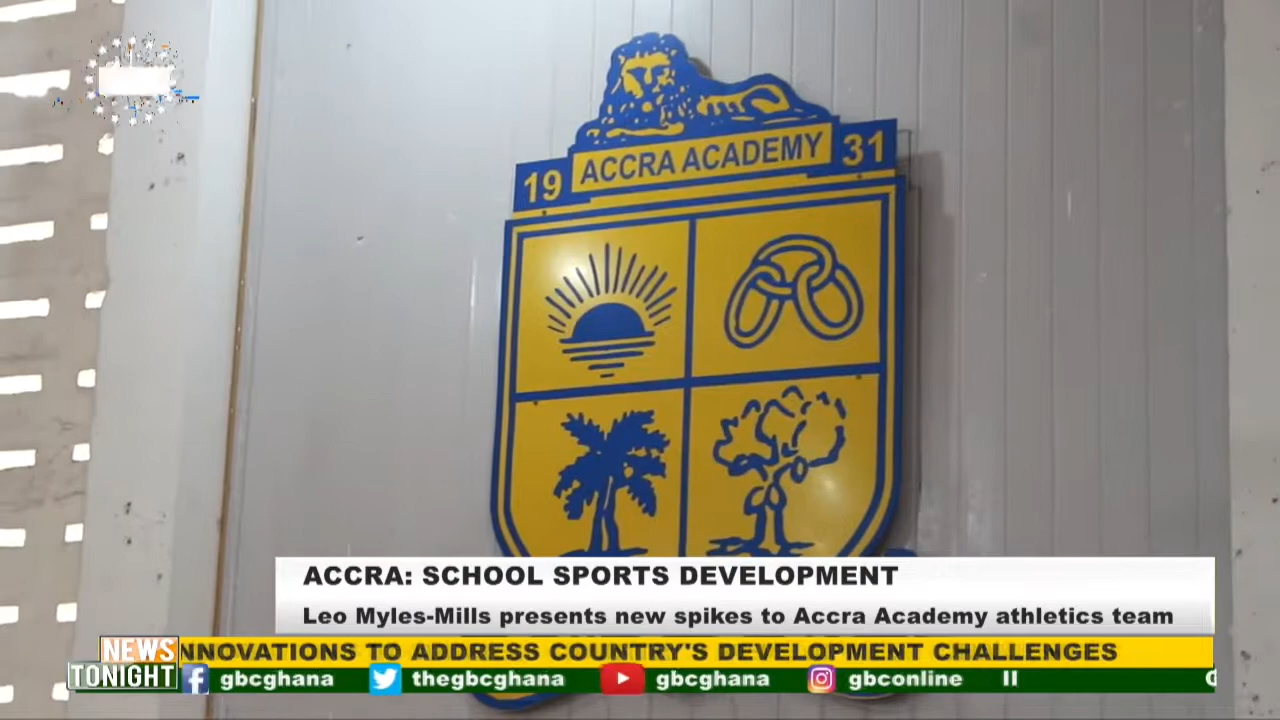 19 ACCRA ACADEMY 31
ACCRA: SCHOOL SPORTS DEVELOPMENT
Leo Myles-Mills presents new spikes to Accra Academy athletics team
NEWS
TONIGHT
NNOVATIONS TO ADDRESS COUNTRY'S DEVELOPMENT CHALLENGES
gbcghana thegbcghana gbcghana gbconline II